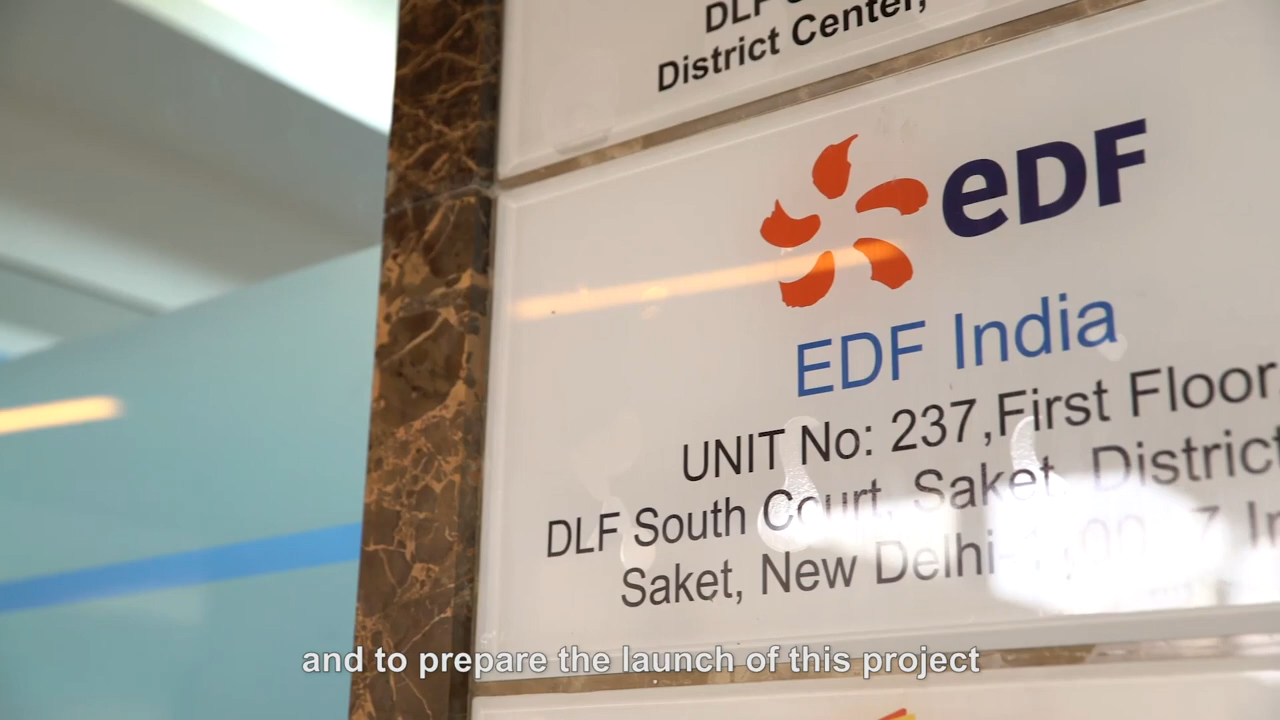 DLF
District Center,
eDF
EDF India
UNIT No: 237,First Floor,
DLF South Court, Saket, District
Saket, New Delhi
and to prepare the launch of this project